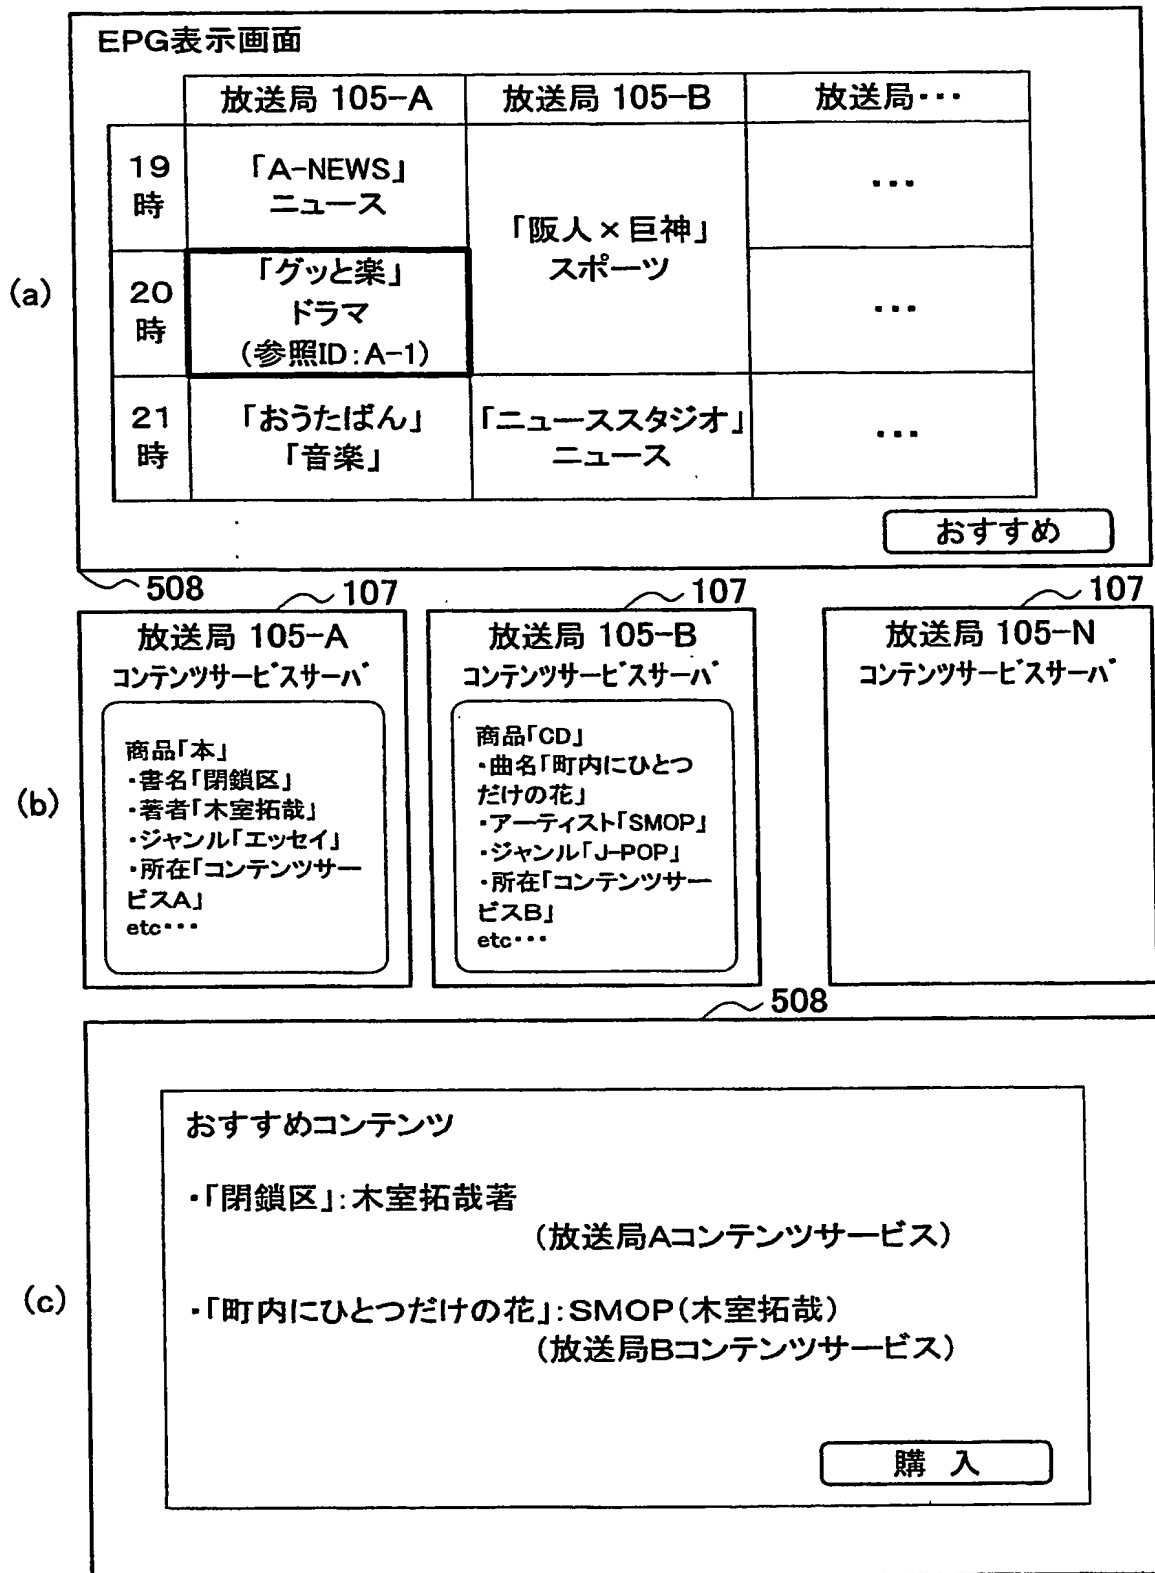 EPG表示画面
放送局 105-A
放送局 105-B
放送局・・・
19時
「A-NEWS」
ニュース
「阪人×巨神」
スポーツ
・・・
(a)
20時
「グッと楽」
ドラマ
(参照ID:A-1)
・・・
21時
「おうたばん」
「音楽」
「ニューススタジオ」
ニュース
・・・
おすすめ
508
107
107
107
(b)
放送局 105-A
コンテンツサービスサーバ
商品「本」
・書名「閉鎖区」
・著者「木室拓哉」
・ジャンル「エッセイ」
・所在「コンテンツサー
ビスA」
etc・・・
放送局 105-B
コンテンツサービスサーバ
商品「CD」
・曲名「町内にひとつ
だけの花」
・アーティスト「SMOP」
・ジャンル「J-POP」
・所在「コンテンツサー
ビスB」
etc・・・
放送局 105-N
コンテンツサービスサーバ
508
(c)
おすすめコンテンツ
・「閉鎖区」:木室拓哉著
(放送局Aコンテンツサービス)
・「町内にひとつだけの花」:SMOP(木室拓哉)
(放送局Bコンテンツサービス)
購 入